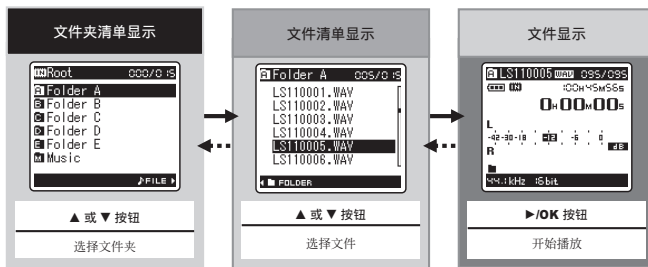 文件夹清单显示
Root 000/015
Folder A
Folder B
Folder C
Folder D
Folder E
Music
FILE
▲ 或 ▼ 按钮
选择文件夹
文件清单显示
Folder A 005/015
LS110001.WAV
LS110002.WAV
LS110003.WAV
LS110004.WAV
LS110005.WAV
LS110006.WAV
FOLDER
▲ 或 ▼ 按钮
选择文件
文件显示
LS110005 WAV 095/095
00H45M56s
0H00M00s
L
-42-30-18 -12 -6 0
R dB
44.1kHz 16bit
▶/OK 按钮
开始播放